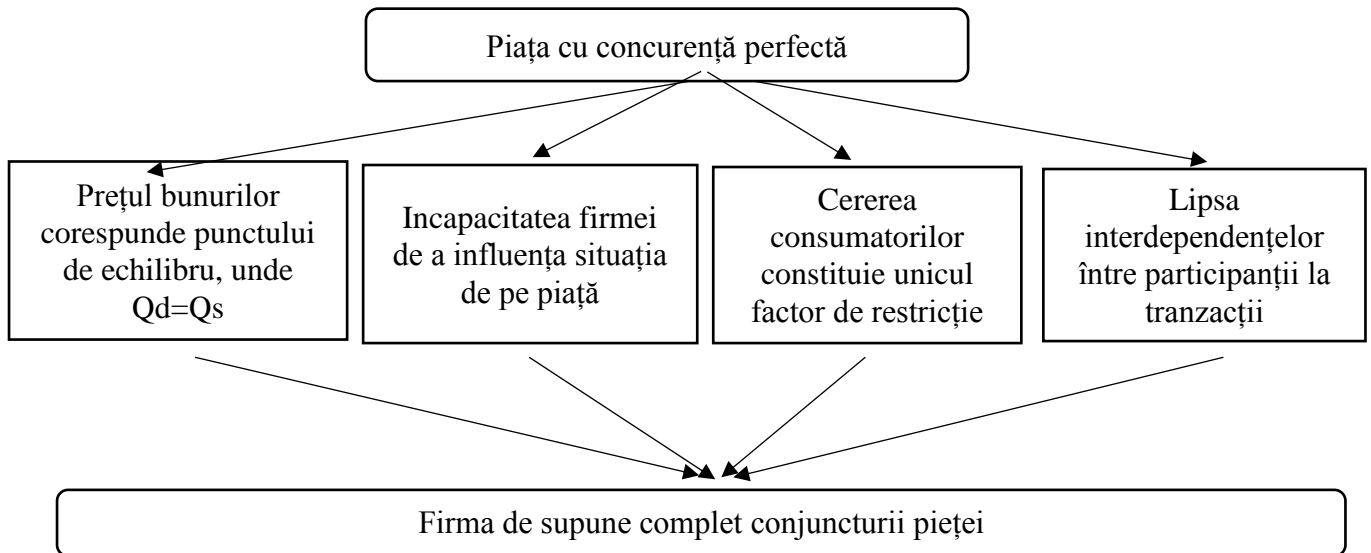 Piața cu concurență perfectă
Prețul bunurilor
corespunde punctului
de echilibru, unde
Qd=Qs
Incapacitatea firmei
de a influența situația
de pe piață
Cererea
consumatorilor
constituie unicul
factor de restricție
Lipsa
interdependențelor
între participanții la
tranzacții
Firma de supune complet conjuncturii pieței